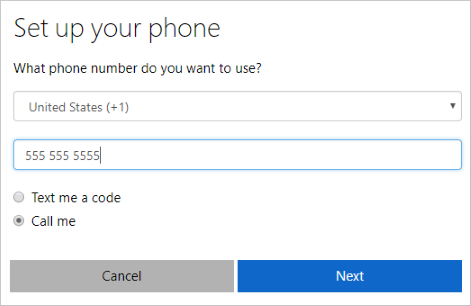 Set up your phone
What phone number do you want to use?
United States (+1)
555 555 5555
Text me a code
Call me
Cancel
Next